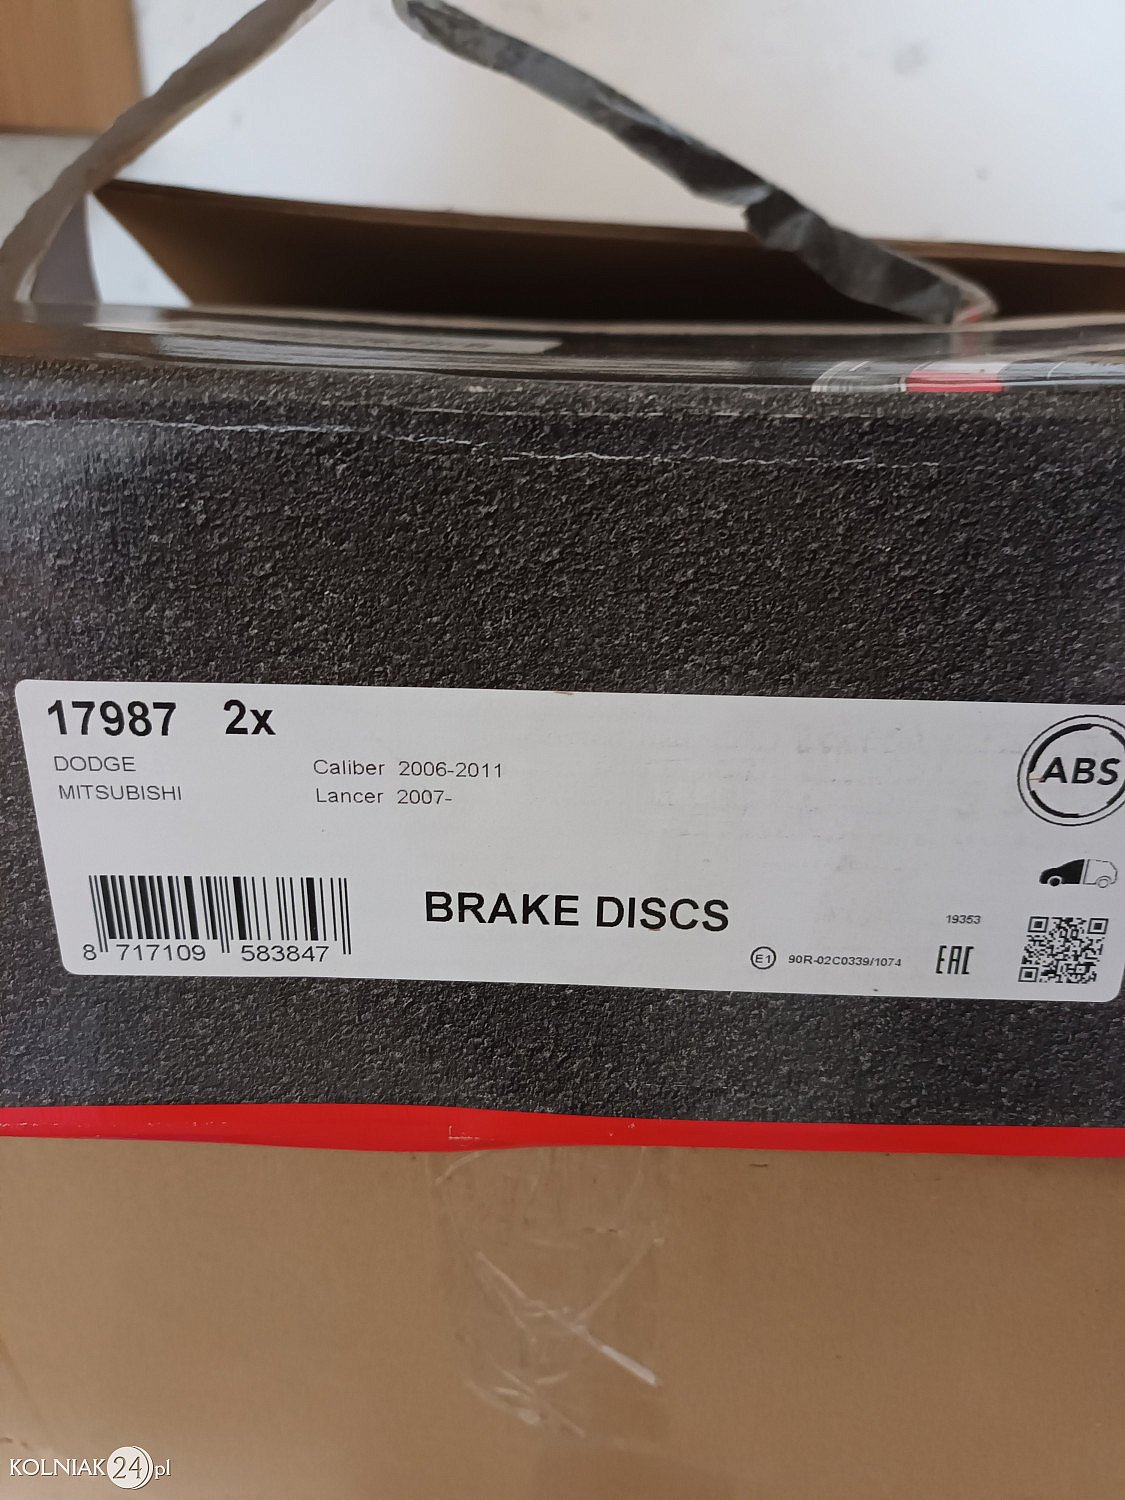 17987 2x
DODGE Caliber 2006-2011
MITSUBISHI Lancer 2007-
ABS
BRAKE DISCS
8 717109 583847
E1 90R-02C0339/1074
19353
EAC
KOLNIAK24.pl